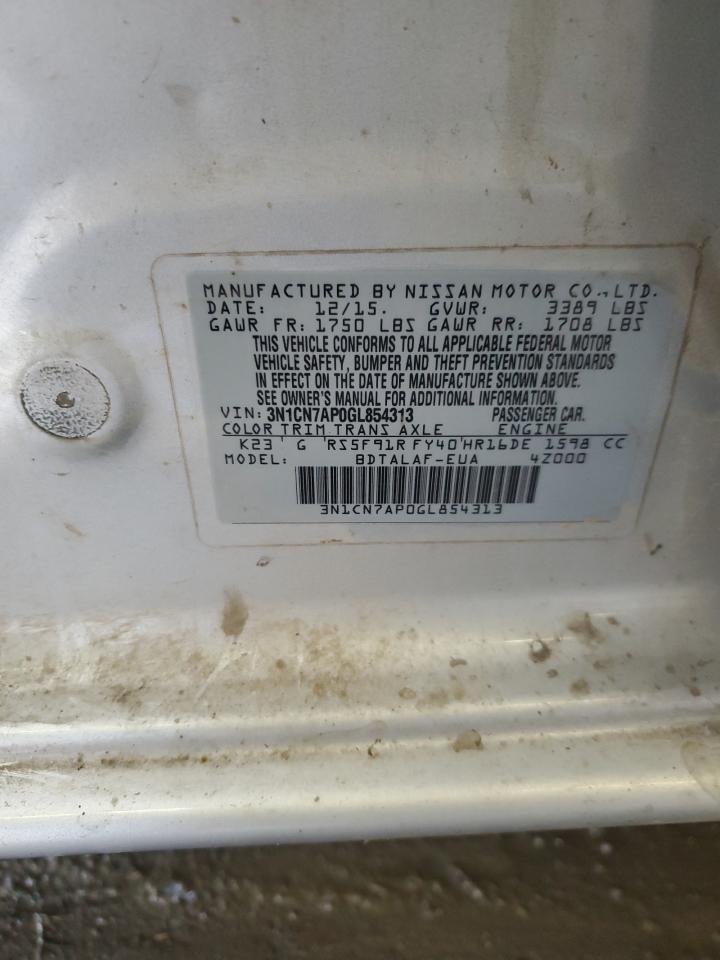 MANUFACTURED BY NISSAN MOTOR CO., LTD.
DATE: 12/15. GVWR: 3389 LBS
GAWR FR: 1750 LBS GAWR RR: 1708 LBS
THIS VEHICLE CONFORMS TO ALL APPLICABLE FEDERAL MOTOR
VEHICLE SAFETY, BUMPER AND THEFT PREVENTION STANDARDS
IN EFFECT ON THE DATE OF MANUFACTURE SHOWN ABOVE.
SEE OWNER'S MANUAL FOR ADDITIONAL INFORMATION.
VIN: 3N1CN7AP0GL854313 PASSENGER CAR.
COLOR TRIM TRANS AXLE ENGINE
K23 G RS5F91R FY40 HR16DE 1598 CC
MODEL: BDTALAF-EUA 4Z000
3N1CN7AP0GL854313